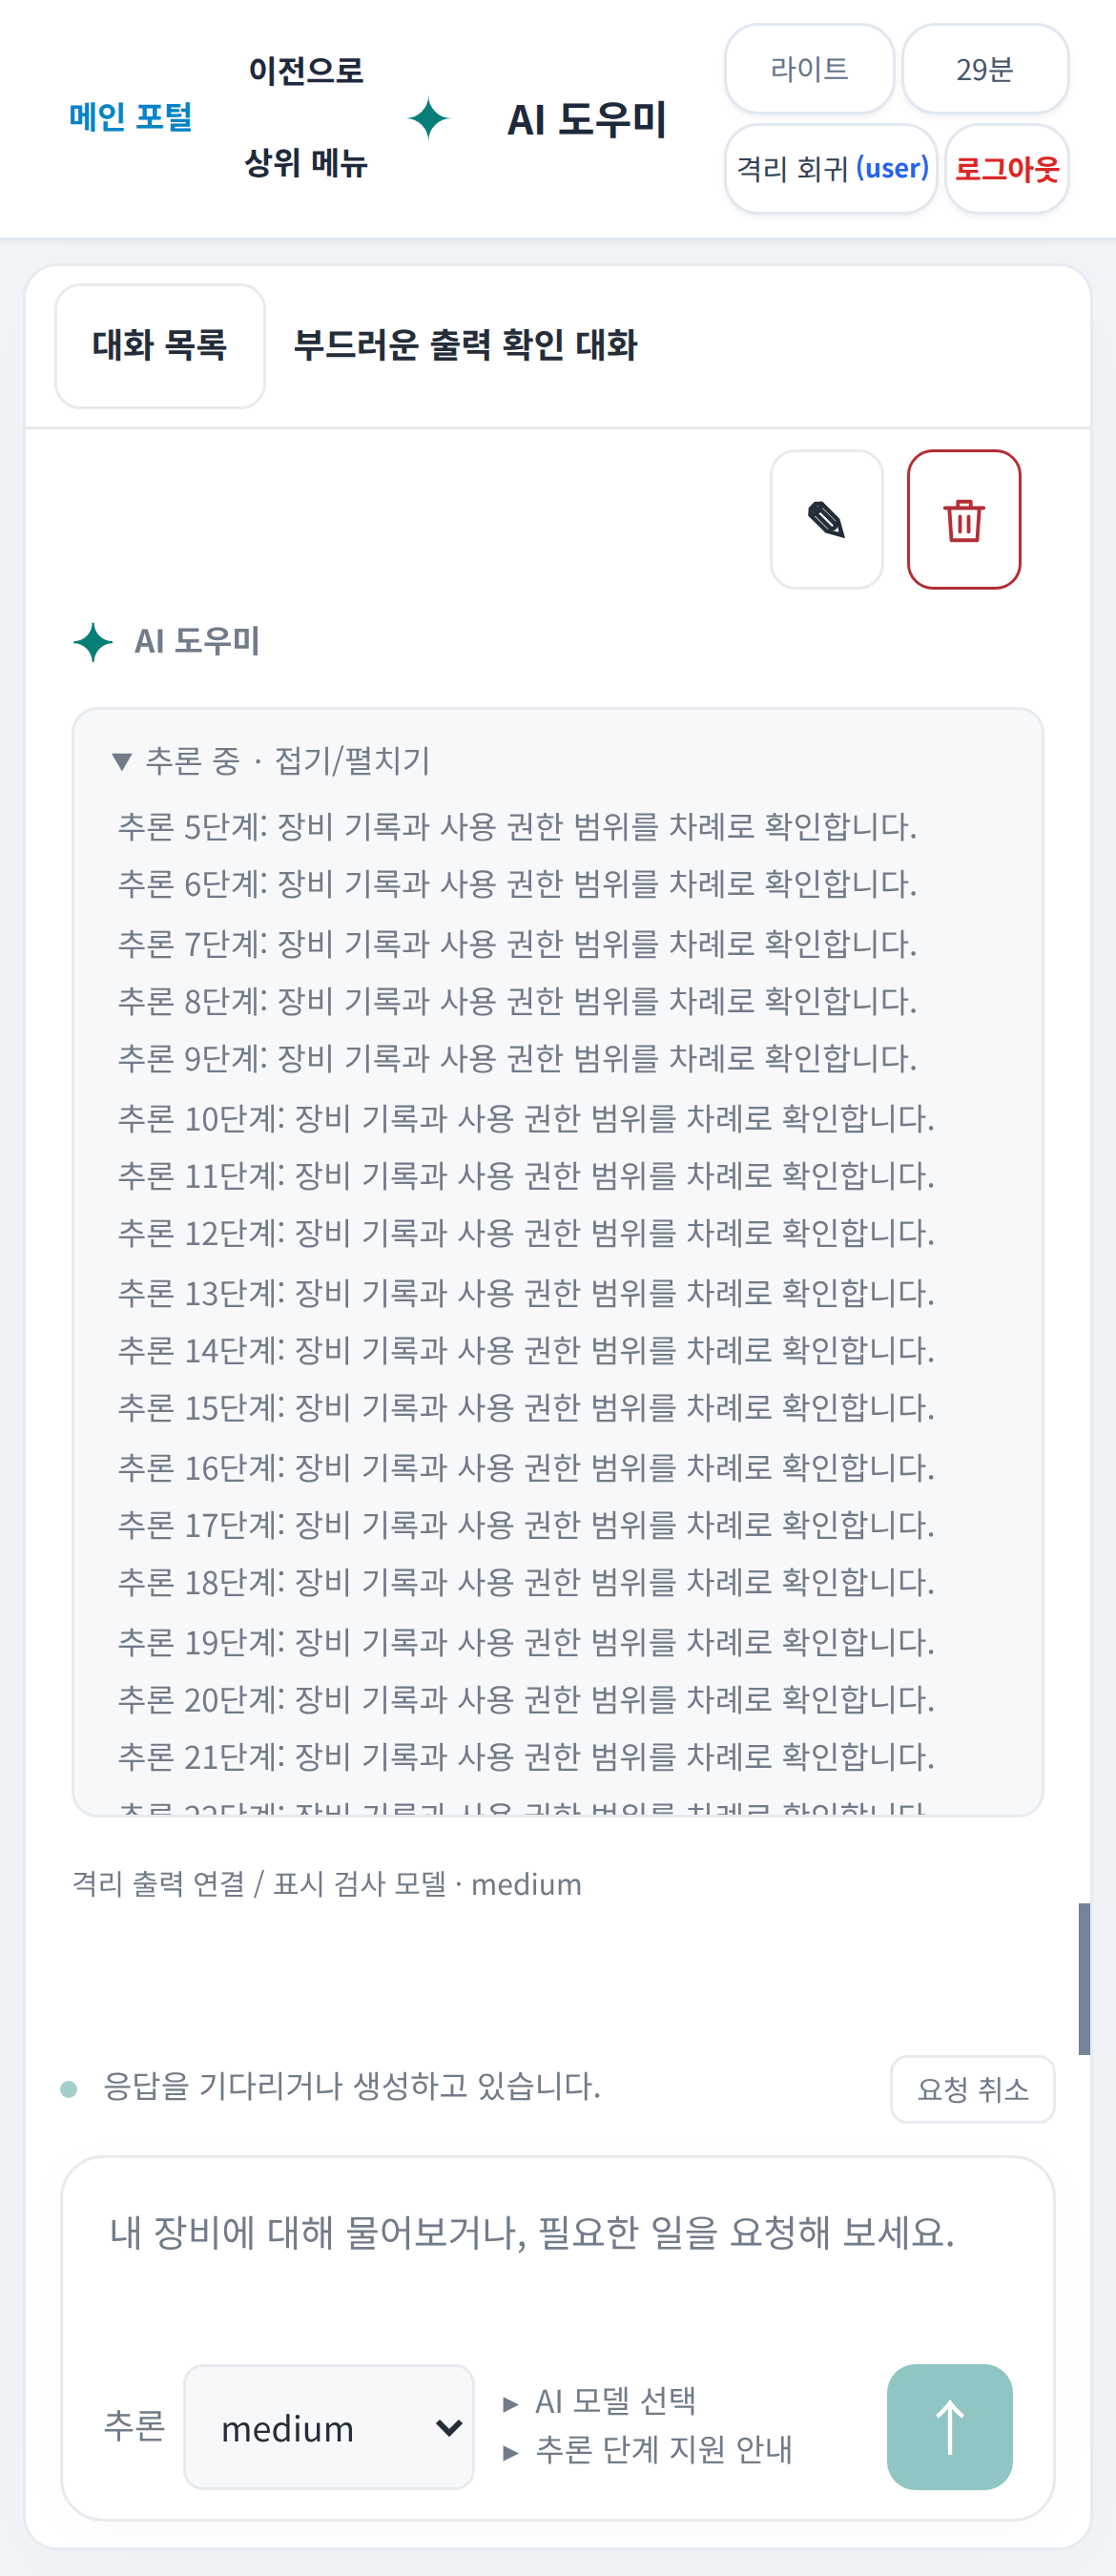 메인 포털
이전으로
상위 메뉴
AI 도우미
라이트
29분
격리 회귀 (user)
로그아웃
대화 목록
부드러운 출력 확인 대화
AI 도우미
▼ 추론 중 · 접기/펼치기
추론 5단계: 장비 기록과 사용 권한 범위를 차례로 확인합니다.
추론 6단계: 장비 기록과 사용 권한 범위를 차례로 확인합니다.
추론 7단계: 장비 기록과 사용 권한 범위를 차례로 확인합니다.
추론 8단계: 장비 기록과 사용 권한 범위를 차례로 확인합니다.
추론 9단계: 장비 기록과 사용 권한 범위를 차례로 확인합니다.
추론 10단계: 장비 기록과 사용 권한 범위를 차례로 확인합니다.
추론 11단계: 장비 기록과 사용 권한 범위를 차례로 확인합니다.
추론 12단계: 장비 기록과 사용 권한 범위를 차례로 확인합니다.
추론 13단계: 장비 기록과 사용 권한 범위를 차례로 확인합니다.
추론 14단계: 장비 기록과 사용 권한 범위를 차례로 확인합니다.
추론 15단계: 장비 기록과 사용 권한 범위를 차례로 확인합니다.
추론 16단계: 장비 기록과 사용 권한 범위를 차례로 확인합니다.
추론 17단계: 장비 기록과 사용 권한 범위를 차례로 확인합니다.
추론 18단계: 장비 기록과 사용 권한 범위를 차례로 확인합니다.
추론 19단계: 장비 기록과 사용 권한 범위를 차례로 확인합니다.
추론 20단계: 장비 기록과 사용 권한 범위를 차례로 확인합니다.
추론 21단계: 장비 기록과 사용 권한 범위를 차례로 확인합니다.
격리 출력 연결 / 표시 검사 모델 · medium
응답을 기다리거나 생성하고 있습니다.
요청 취소
내 장비에 대해 물어보거나, 필요한 일을 요청해 보세요.
추론
medium
▸ AI 모델 선택
▸ 추론 단계 지원 안내